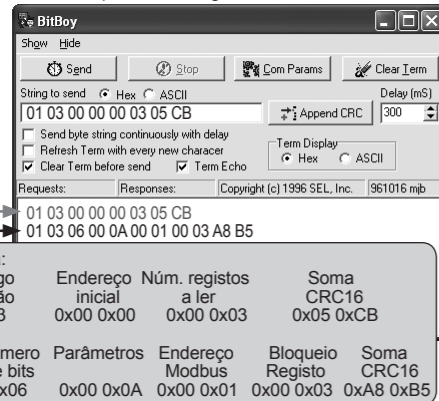 BitBoy
Show Hide
Send Stop Com Params Clear Term
String to send Hex ASCII Delay (mS)
01 03 00 00 00 03 05 CB Append CRC 300
Send byte string continuously with delay
Refresh Term with every new characer
Clear Term before send Term Echo
Term Display
Hex ASCII
Requests: Responses: Copyright (c) 1996 SEL, Inc. 961016 mjb
01 03 00 00 00 03 05 CB
01 03 06 00 0A 00 01 00 03 A8 B5
Endereço Núm. registos Soma
inicial a ler CRC16
0x00 0x00 0x00 0x03 0x05 0xCB
Parâmetros Endereço Bloqueio Soma
bits Modbus Registo CRC16
x06 0x00 0x0A 0x00 0x01 0x00 0x03 0xA8 0xB5